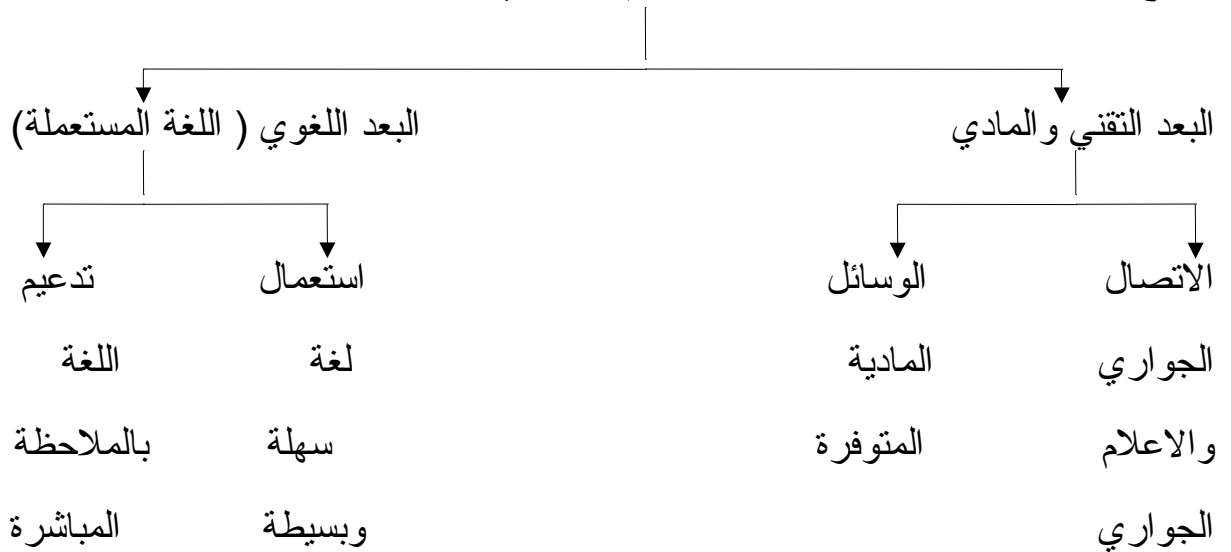 البعد التقني والمادي البعد اللغوي ( اللغة المستعملة)
الاتصال الوسائل استعمال تدعيم
الجواري المادية لغة اللغة
والاعلام المتوفرة سهلة بالملاحظة
الجواري وبسيطة المباشرة